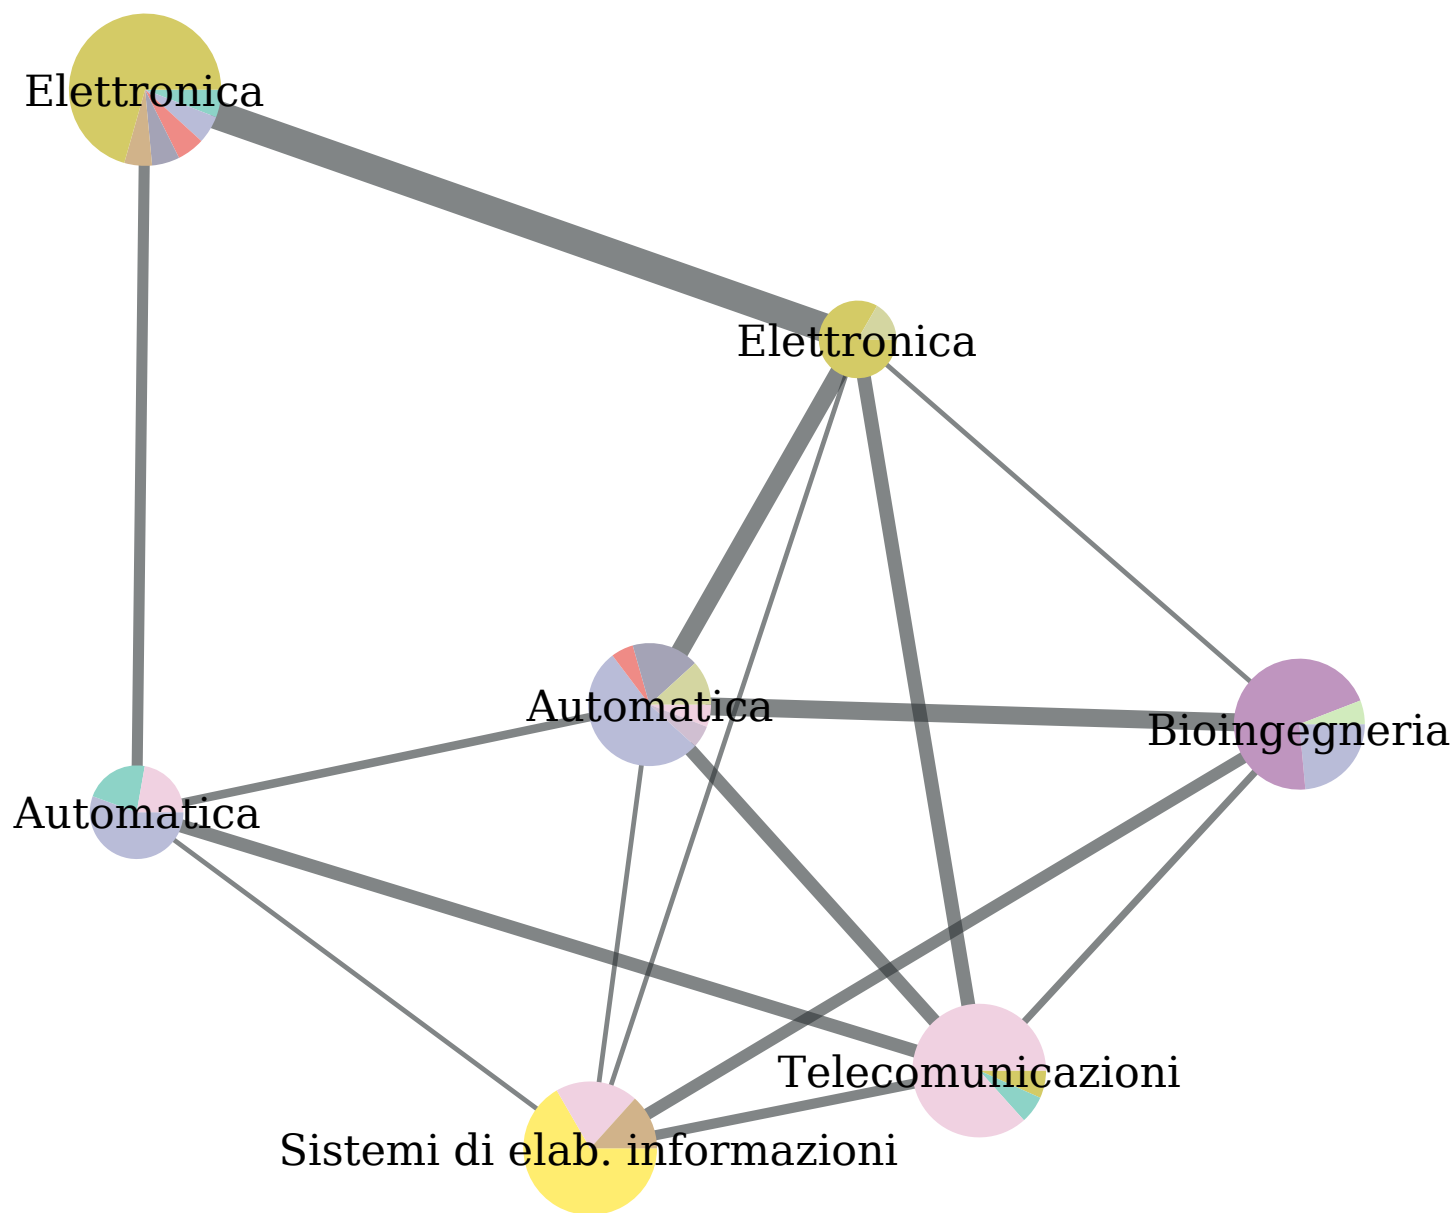 Elettronica
Elettronica
Automatica
Bioingegneria
Automatica
Telecomunicazioni
Sistemi di elab. informazioni